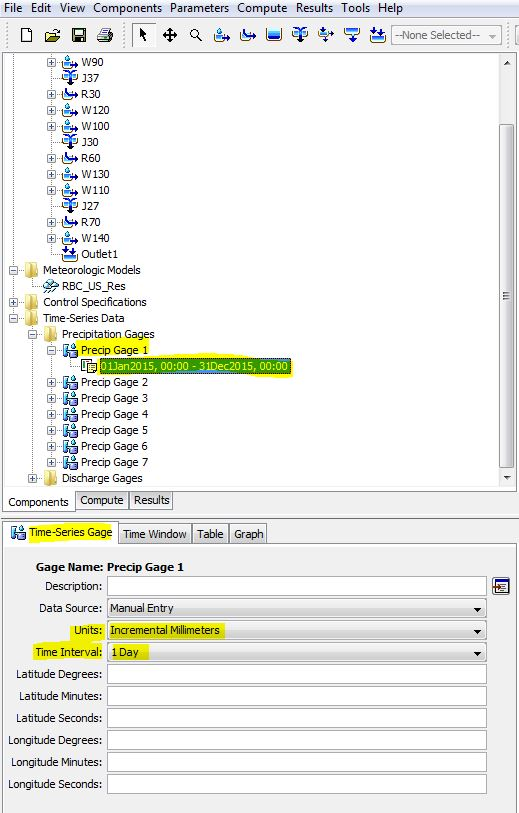 File Edit View Components Parameters Compute Results Tools Help
--None Selected--
W90
J37
R30
W120
W100
J30
R60
W130
W110
J27
R70
W140
Outlet1
Meteorologic Models
RBC_US_Res
Control Specifications
Time-Series Data
Precipitation Gages
Precip Gage 1
01Jan2015, 00:00 - 31Dec2015, 00:00
Precip Gage 2
Precip Gage 3
Precip Gage 4
Precip Gage 5
Precip Gage 6
Precip Gage 7
Discharge Gages
Components Compute Results
Time-Series Gage Time Window Table Graph
Gage Name: Precip Gage 1
Description:
Data Source: Manual Entry
Units: Incremental Millimeters
Time Interval: 1 Day
Latitude Degrees:
Latitude Minutes:
Latitude Seconds:
Longitude Degrees:
Longitude Minutes:
Longitude Seconds: